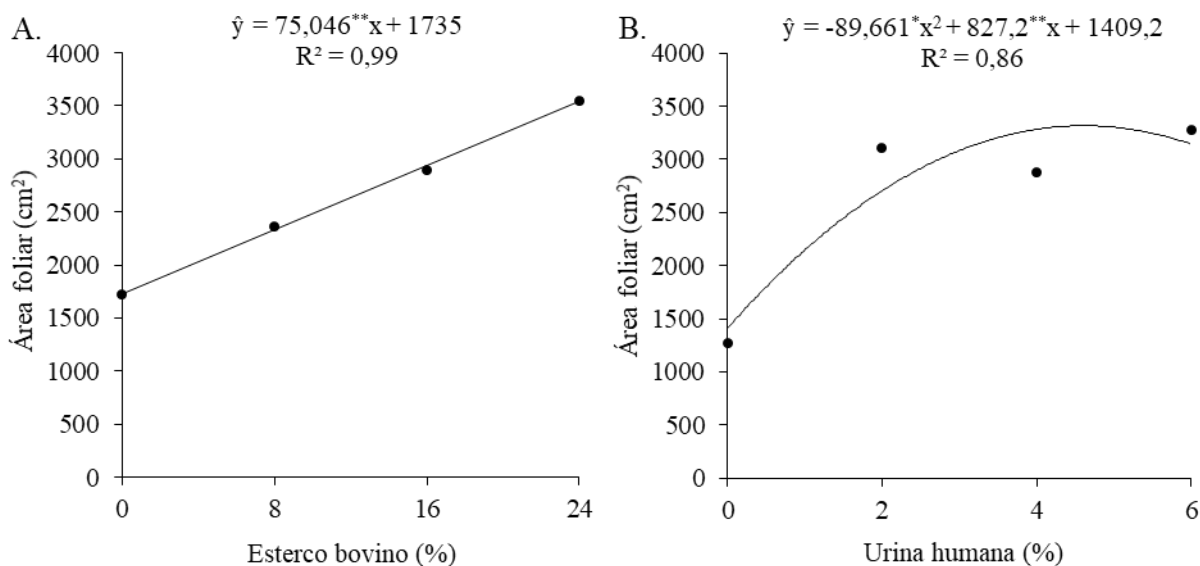 A.
ŷ = 75,046**x + 1735
R² = 0,99
4000
3500
3000
2500
2000
1500
1000
500
0
Área foliar (cm²)
0 8 16 24
Esterco bovino (%)
B.
ŷ = -89,661*x² + 827,2**x + 1409,2
R² = 0,86
4000
3500
3000
2500
2000
1500
1000
500
0
Área foliar (cm²)
0 2 4 6
Urina humana (%)